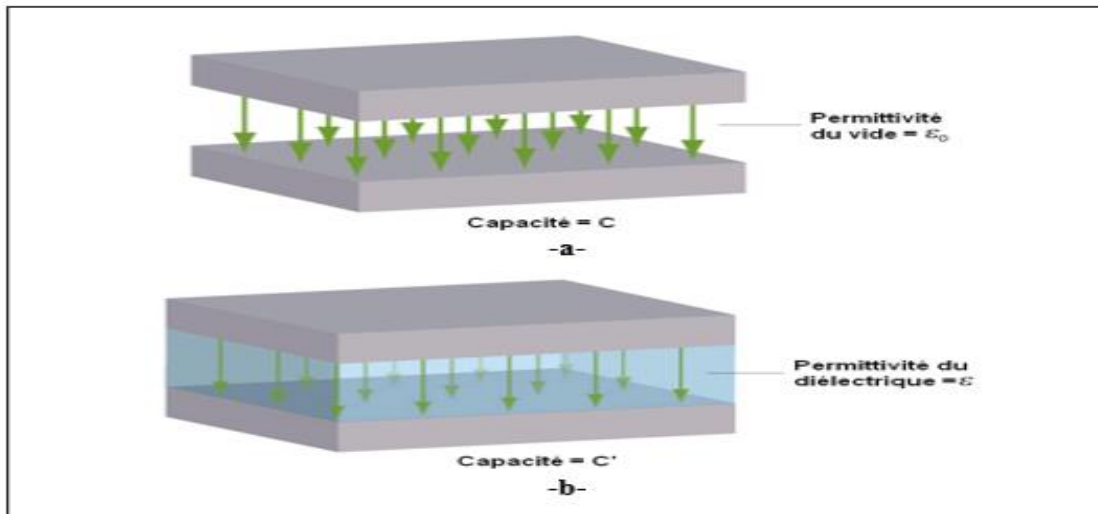 Permittivité
du vide = ε₀
Capacité = C
-a-
Permittivité du
diélectrique =ε
Capacité = C'
-b-